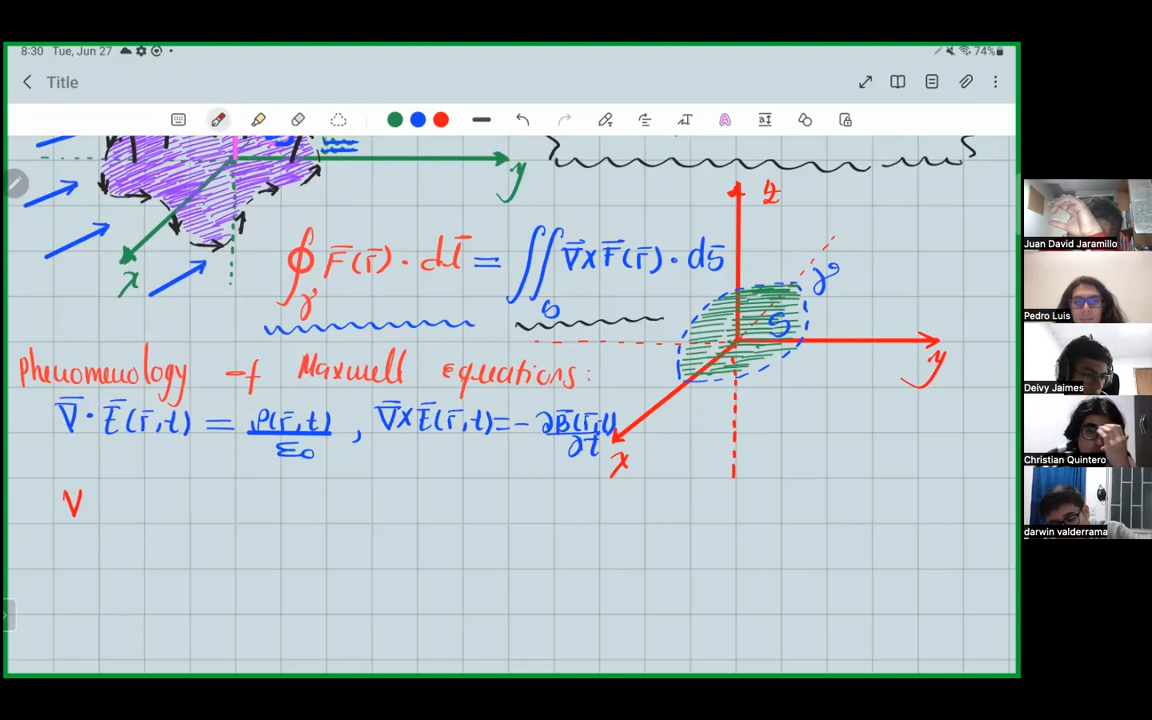 8:30 Tue, Jun 27
74%
Title
y
x
z
∮_γ F̄(r̄) · dl̄ = ∬_S ∇⃗×F̄(r̄) · ds̄
γ
S
y
x
Phenomenology of Maxwell equations:
∇̄ · Ē(r̄,t) = ρ(r̄,t)/ε₀ , ∇̄×Ē(r̄,t) = - ∂B̄(r̄,t)/∂t
V
Juan David Jaramillo
Pedro Luis
Deivy Jaimes
Christian Quintero
darwin valderrama